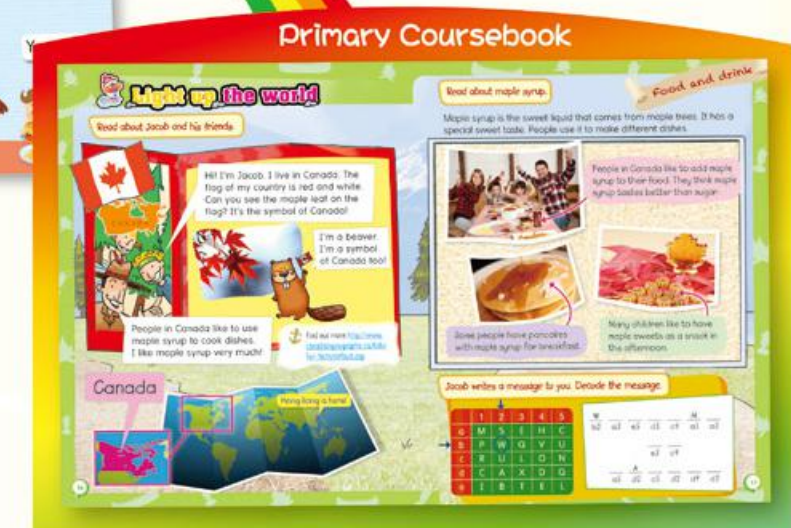 Primary Coursebook
Light up the world
Read about Jacob and his friends.
Hi! I'm Jacob. I live in Canada. The
flag of my country is red and white.
Can you see the maple leaf on the
flag? It's the symbol of Canada!
I'm a beaver.
I'm a symbol
of Canada too!
People in Canada like to use
maple syrup to cook dishes.
I like maple syrup very much!
Find out more
Canada
Hong Kong is here!
Food and drink
Read about maple syrup.
Maple syrup is the sweet liquid that comes from maple trees. It has a
special sweet taste. People use it to make different dishes.
People in Canada like to add maple
syrup to their food. They think maple
syrup tastes better than sugar.
Some people have pancakes
with maple syrup for breakfast.
Many children like to have
maple sweets as a snack in
the afternoon.
Jacob writes a message to you. Decode the message.
1 2 3 4 5
a M S E H C
b P W G V U
c R U L O N
d C A X D Q
e I B T F L